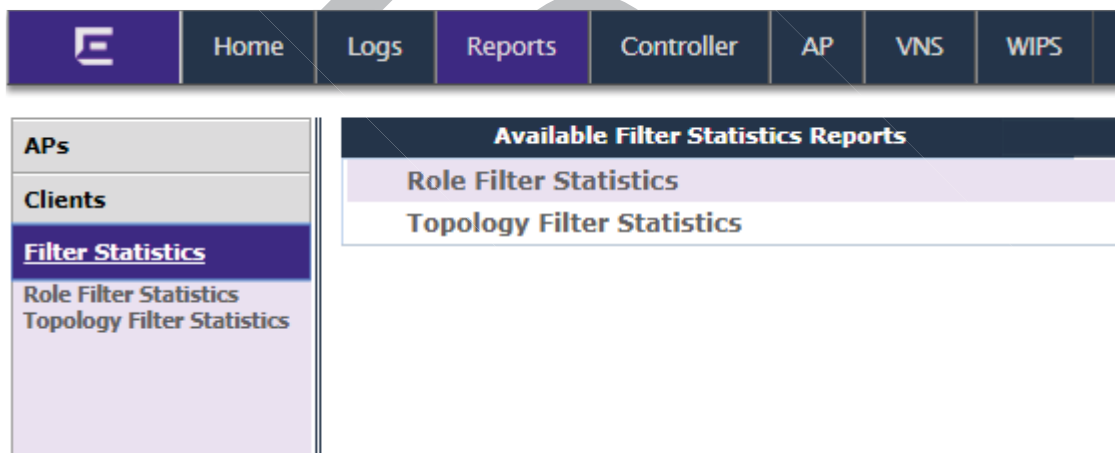 Home Logs Reports Controller AP VNS WIPS
APs
Clients
Filter Statistics
Role Filter Statistics
Topology Filter Statistics
Available Filter Statistics Reports
Role Filter Statistics
Topology Filter Statistics